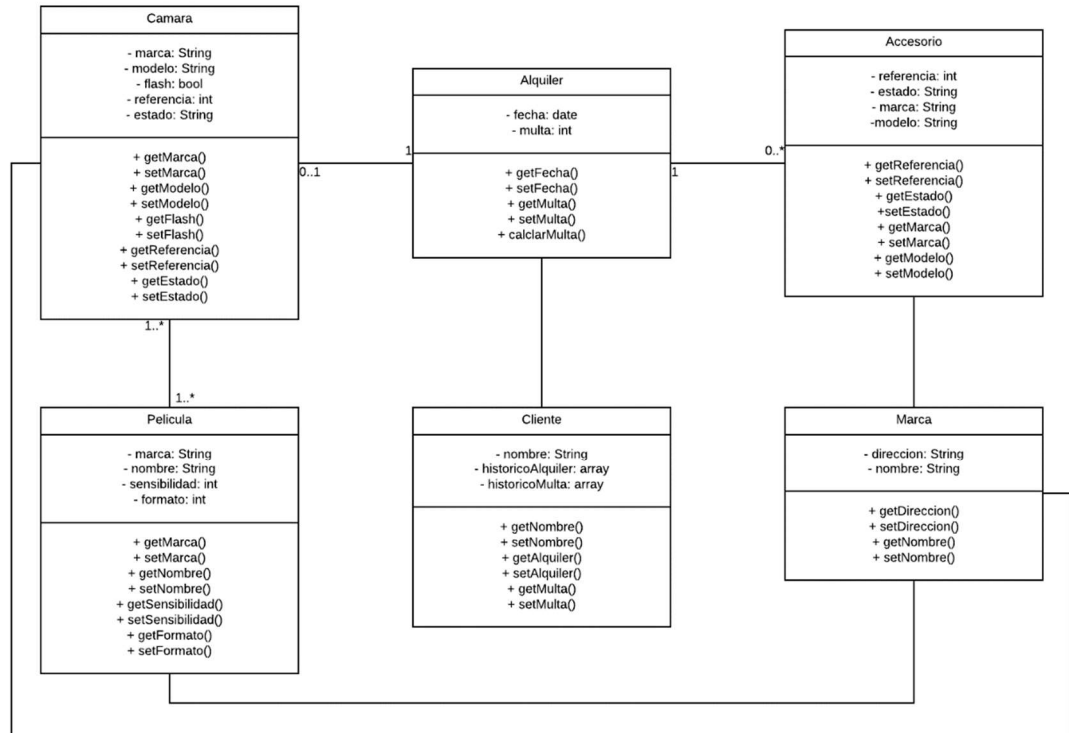 Camara
- marca: String
- modelo: String
- flash: bool
- referencia: int
- estado: String
+ getMarca()
+ setMarca()
+ getModelo()
+ setModelo()
+ getFlash()
+ setFlash()
+ getReferencia()
+ setReferencia()
+ getEstado()
+ setEstado()
0..1
1
Alquiler
- fecha: date
- multa: int
+ getFecha()
+ setFecha()
+ getMulta()
+ setMulta()
+ calclarMulta()
1
0..*
Accesorio
- referencia: int
- estado: String
- marca: String
-modelo: String
+ getReferencia()
+ setReferencia()
+ getEstado()
+setEstado()
+ getMarca()
+ setMarca()
+ getModelo()
+ setModelo()
1..*
1..*
Pelicula
- marca: String
- nombre: String
- sensibilidad: int
- formato: int
+ getMarca()
+ setMarca()
+ getNombre()
+ setNombre()
+ getSensibilidad()
+ setSensibilidad()
+ getFormato()
+ setFormato()
Cliente
- nombre: String
- historicoAlquiler: array
- historicoMulta: array
+ getNombre()
+ setNombre()
+ getAlquiler()
+ setAlquiler()
+ getMulta()
+ setMulta()
Marca
- direccion: String
- nombre: String
+ getDireccion()
+ setDireccion()
+ getNombre()
+ setNombre()